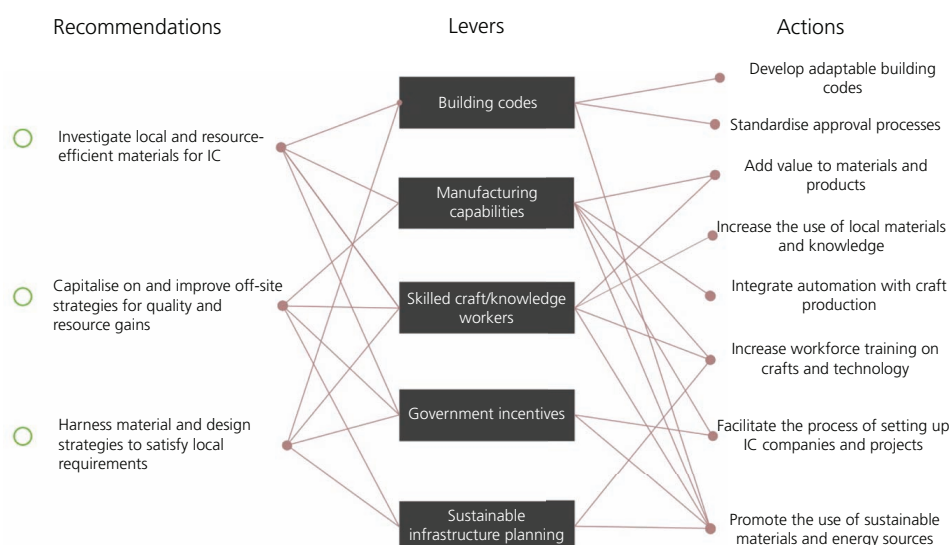 Recommendations
Levers
Actions
Investigate local and resource-
efficient materials for IC
Capitalise on and improve off-site
strategies for quality and
resource gains
Harness material and design
strategies to satisfy local
requirements
Building codes
Manufacturing
capabilities
Skilled craft/knowledge
workers
Government incentives
Sustainable
infrastructure planning
Develop adaptable building
codes
Standardise approval processes
Add value to materials and
products
Increase the use of local materials
and knowledge
Integrate automation with craft
production
Increase workforce training on
crafts and technology
Facilitate the process of setting up
IC companies and projects
Promote the use of sustainable
materials and energy sources